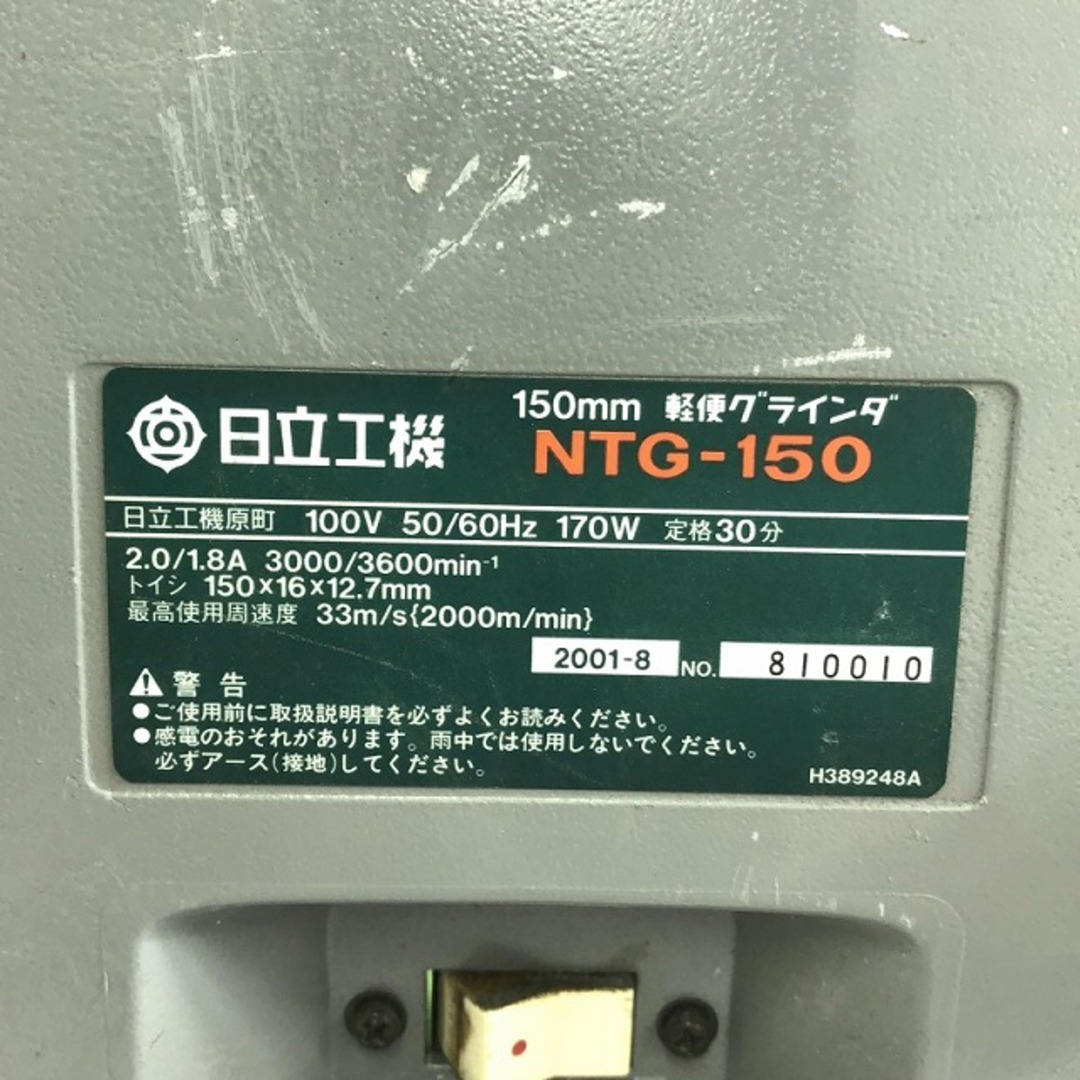 150mm 軽便グラインダ
日立工機 NTG-150
日立工機原町 100V 50/60Hz 170W 定格30分
2.0/1.8A 3000/3600min⁻¹
トイシ 150×16×12.7mm
最高使用周速度 33m/s{2000m/min}
2001-8 NO. 810010
⚠警告
●ご使用前に取扱説明書を必ずよくお読みください。
●感電のおそれがあります。雨中では使用しないでください。
必ずアース(接地)してください。
H389248A